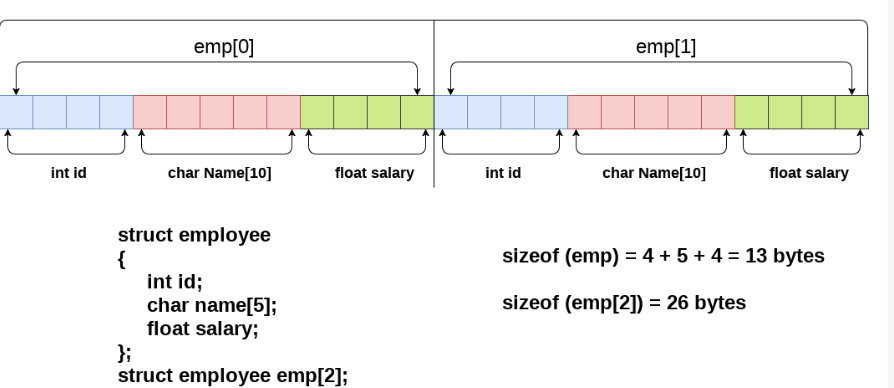 emp[0]
emp[1]
int id
char Name[10]
float salary
int id
char Name[10]
float salary
struct employee
{
int id;
char name[5];
float salary;
};
struct employee emp[2];
sizeof (emp) = 4 + 5 + 4 = 13 bytes
sizeof (emp[2]) = 26 bytes